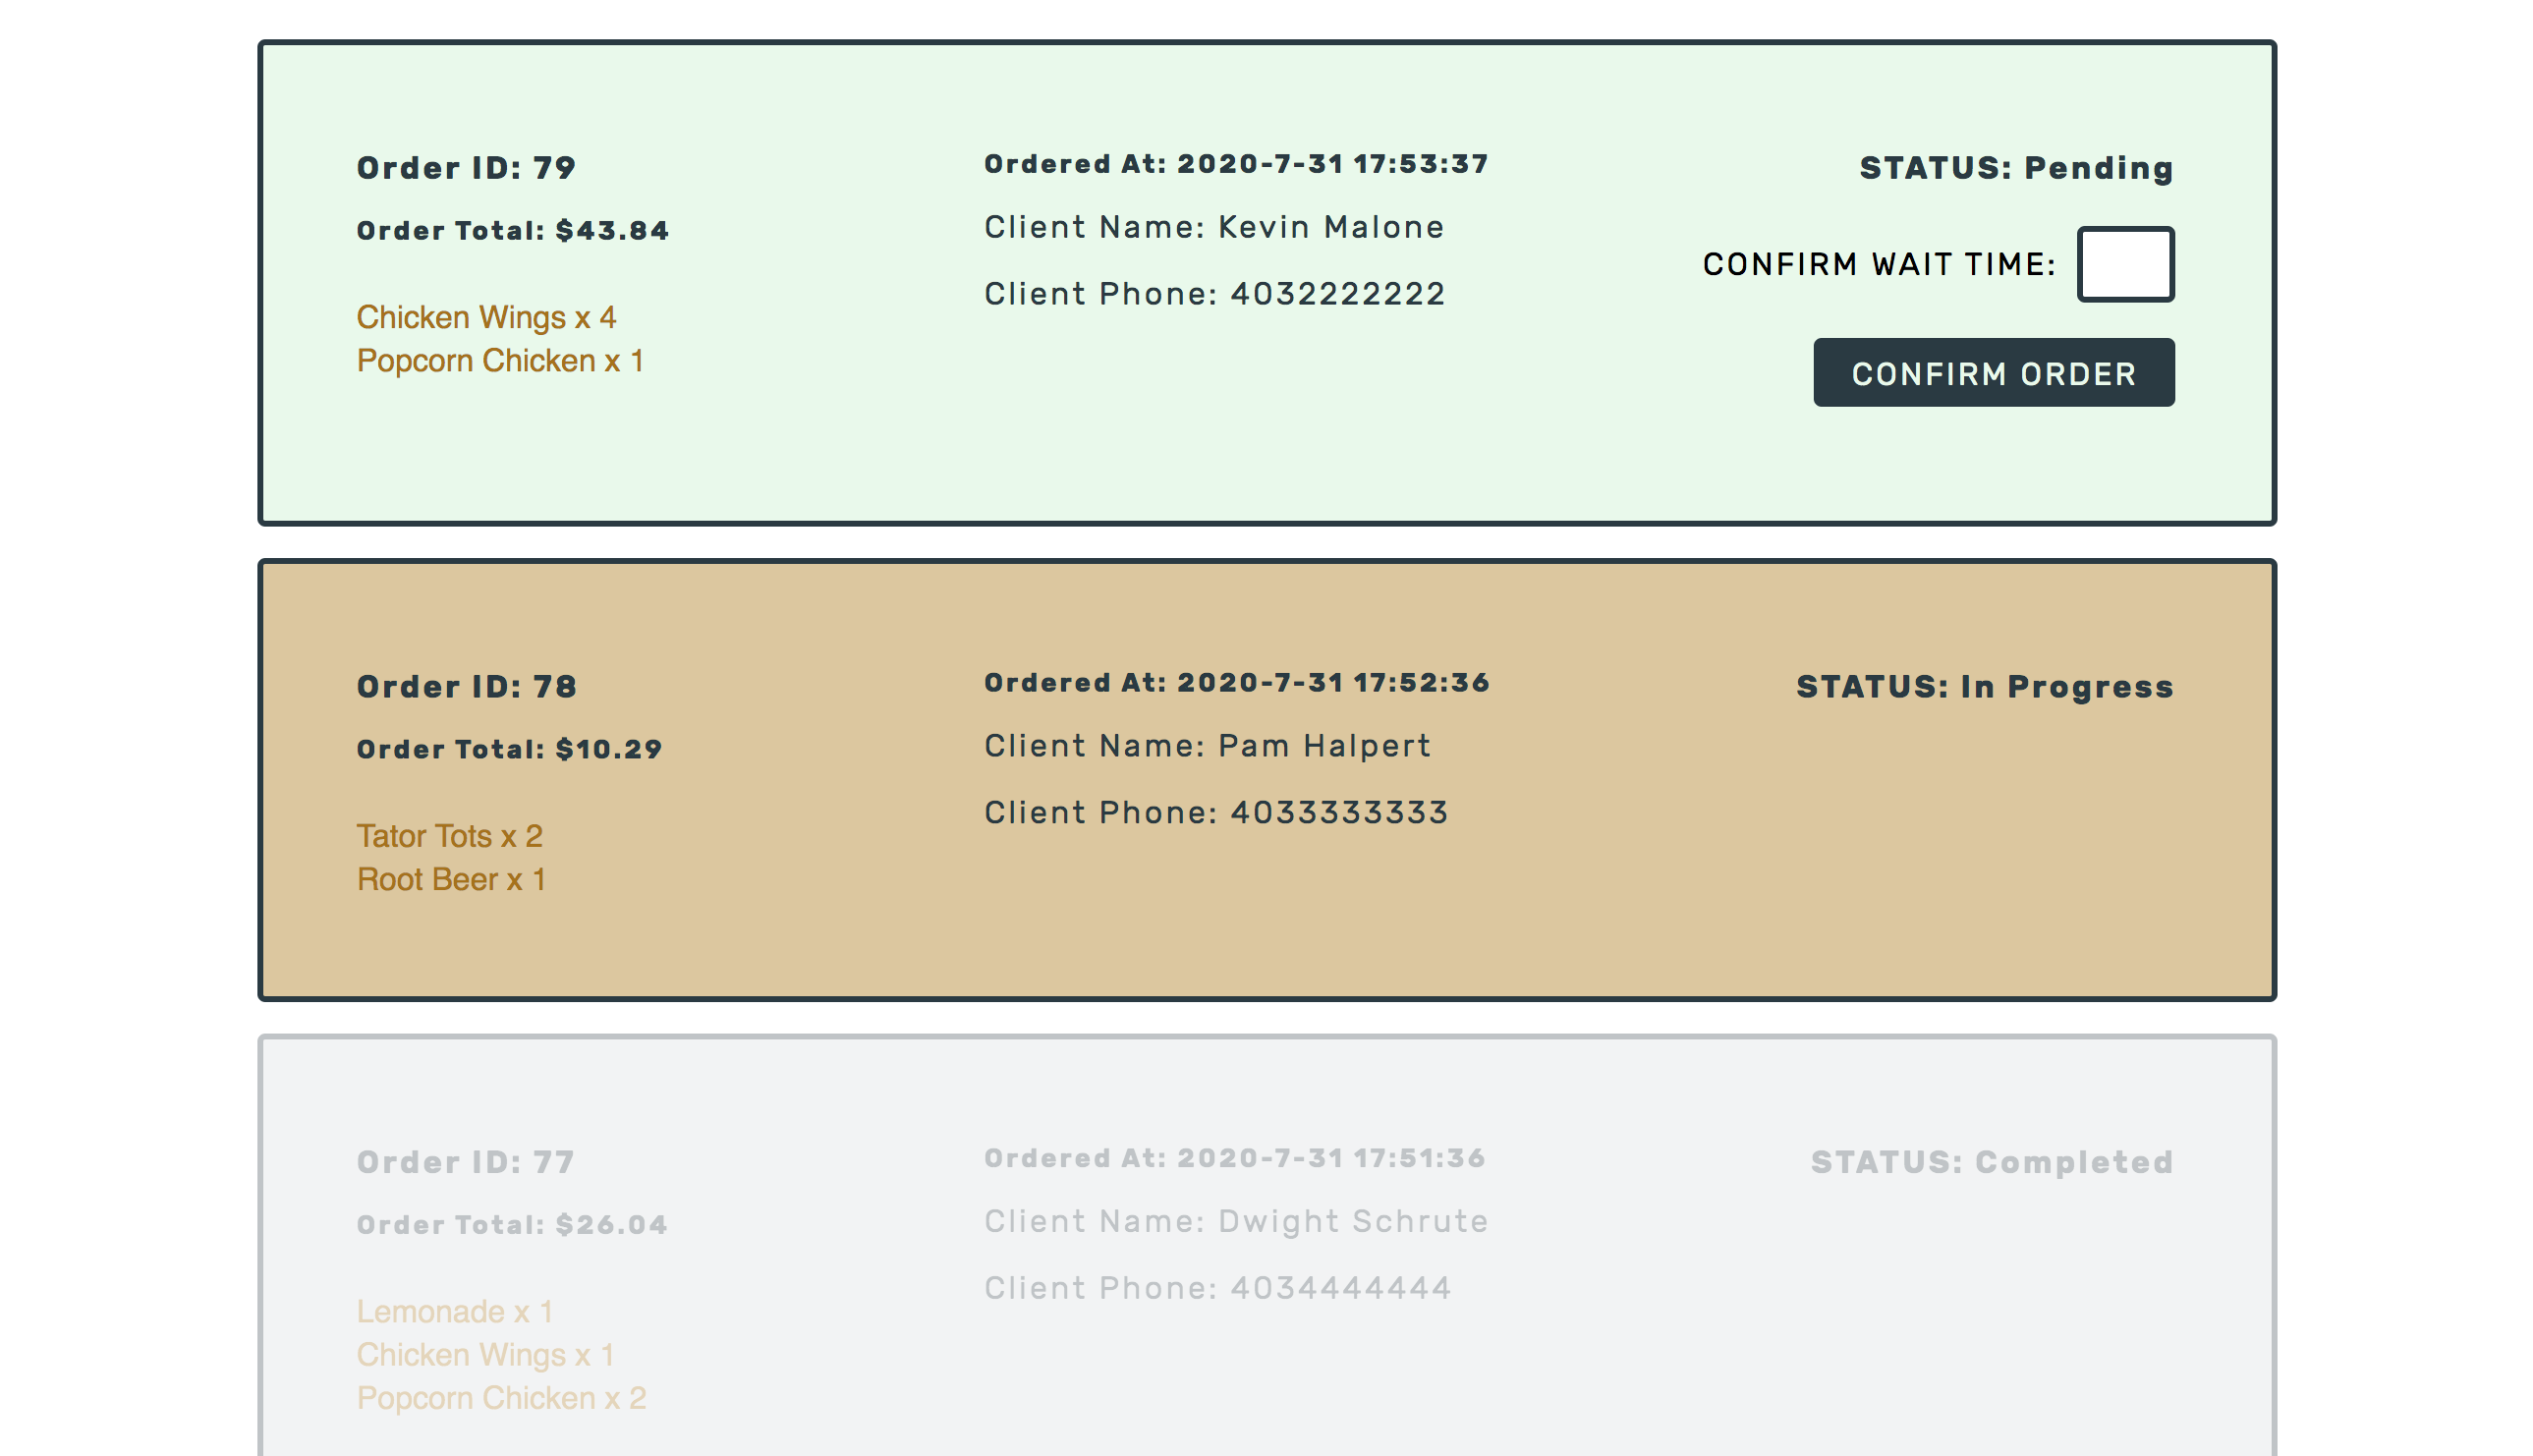 Order ID: 79
Order Total: $43.84
Chicken Wings x 4
Popcorn Chicken x 1
Ordered At: 2020-7-31 17:53:37
Client Name: Kevin Malone
Client Phone: 4032222222
STATUS: Pending
CONFIRM WAIT TIME:
CONFIRM ORDER
Order ID: 78
Order Total: $10.29
Tator Tots x 2
Root Beer x 1
Ordered At: 2020-7-31 17:52:36
Client Name: Pam Halpert
Client Phone: 4033333333
STATUS: In Progress
Order ID: 77
Order Total: $26.04
Lemonade x 1
Chicken Wings x 1
Popcorn Chicken x 2
Ordered At: 2020-7-31 17:51:36
Client Name: Dwight Schrute
Client Phone: 4034444444
STATUS: Completed